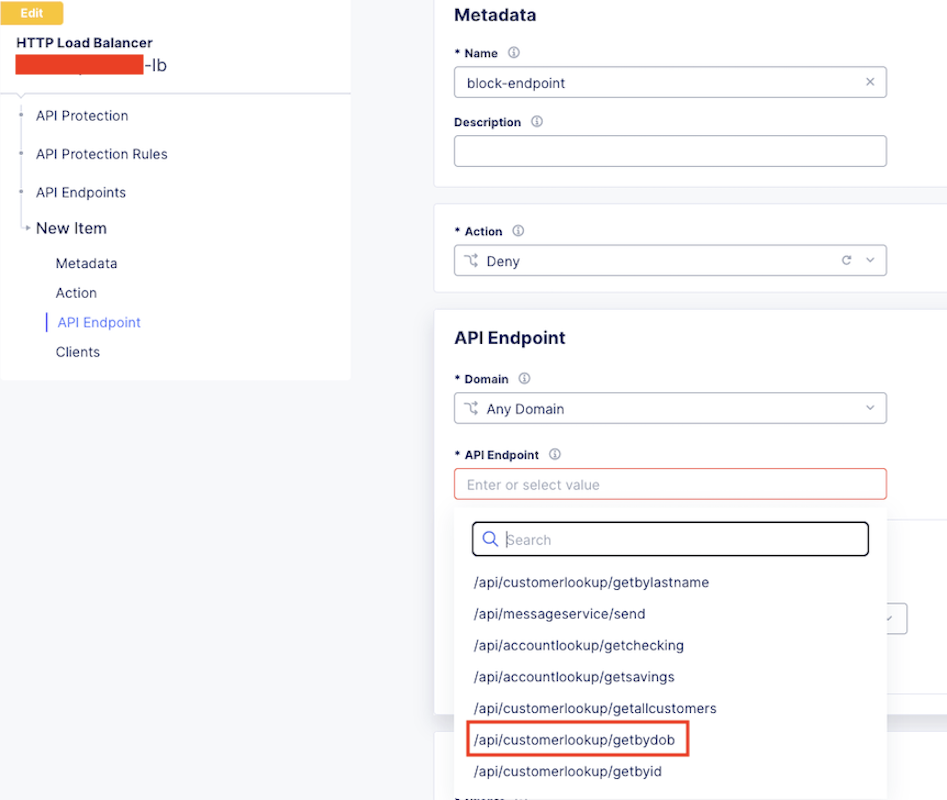 Edit
HTTP Load Balancer
-lb
API Protection
API Protection Rules
API Endpoints
New Item
Metadata
Action
API Endpoint
Clients
Metadata
* Name
block-endpoint
Description
* Action
Deny
API Endpoint
* Domain
Any Domain
* API Endpoint
Enter or select value
Search
/api/customerlookup/getbylastname
/api/messageservice/send
/api/accountlookup/getchecking
/api/accountlookup/getsavings
/api/customerlookup/getallcustomers
/api/customerlookup/getbydob
/api/customerlookup/getbyid